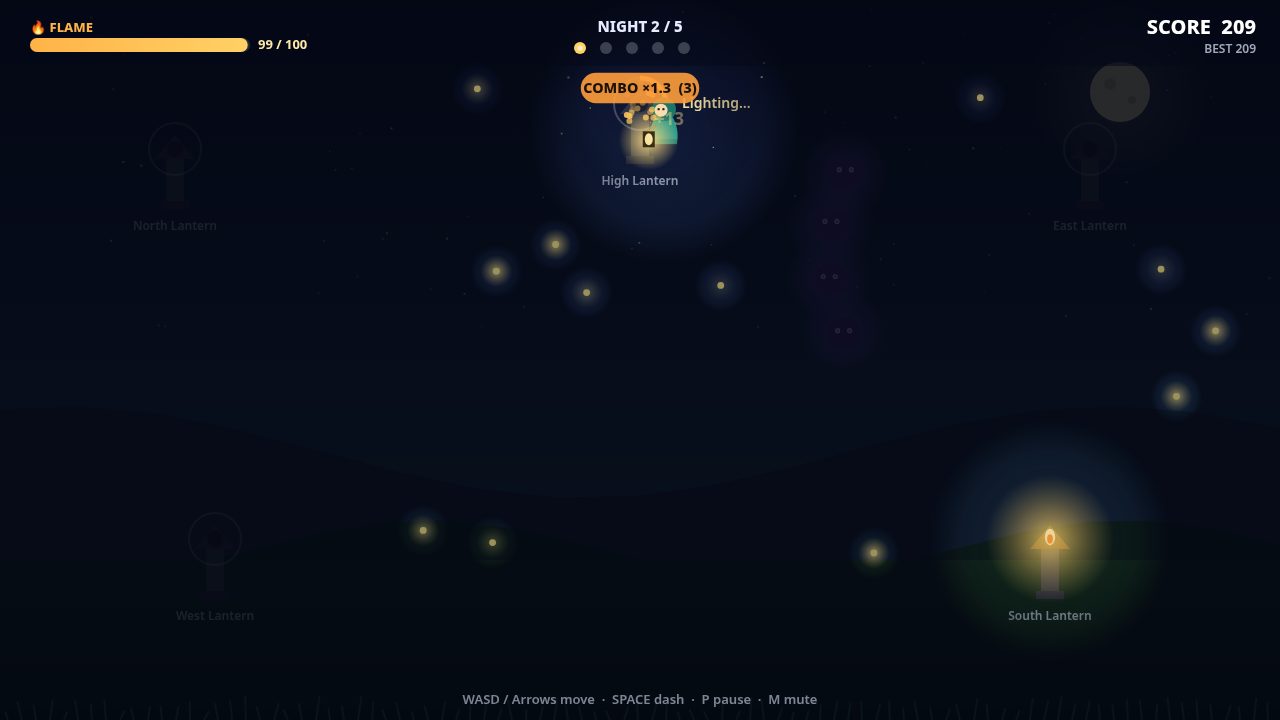 🔥 FLAME
99 / 100
NIGHT 2 / 5
SCORE 209
BEST 209
COMBO ×1.3 (3)
Lighting...
High Lantern
North Lantern
East Lantern
West Lantern
South Lantern
WASD / Arrows move · SPACE dash · P pause · M mute